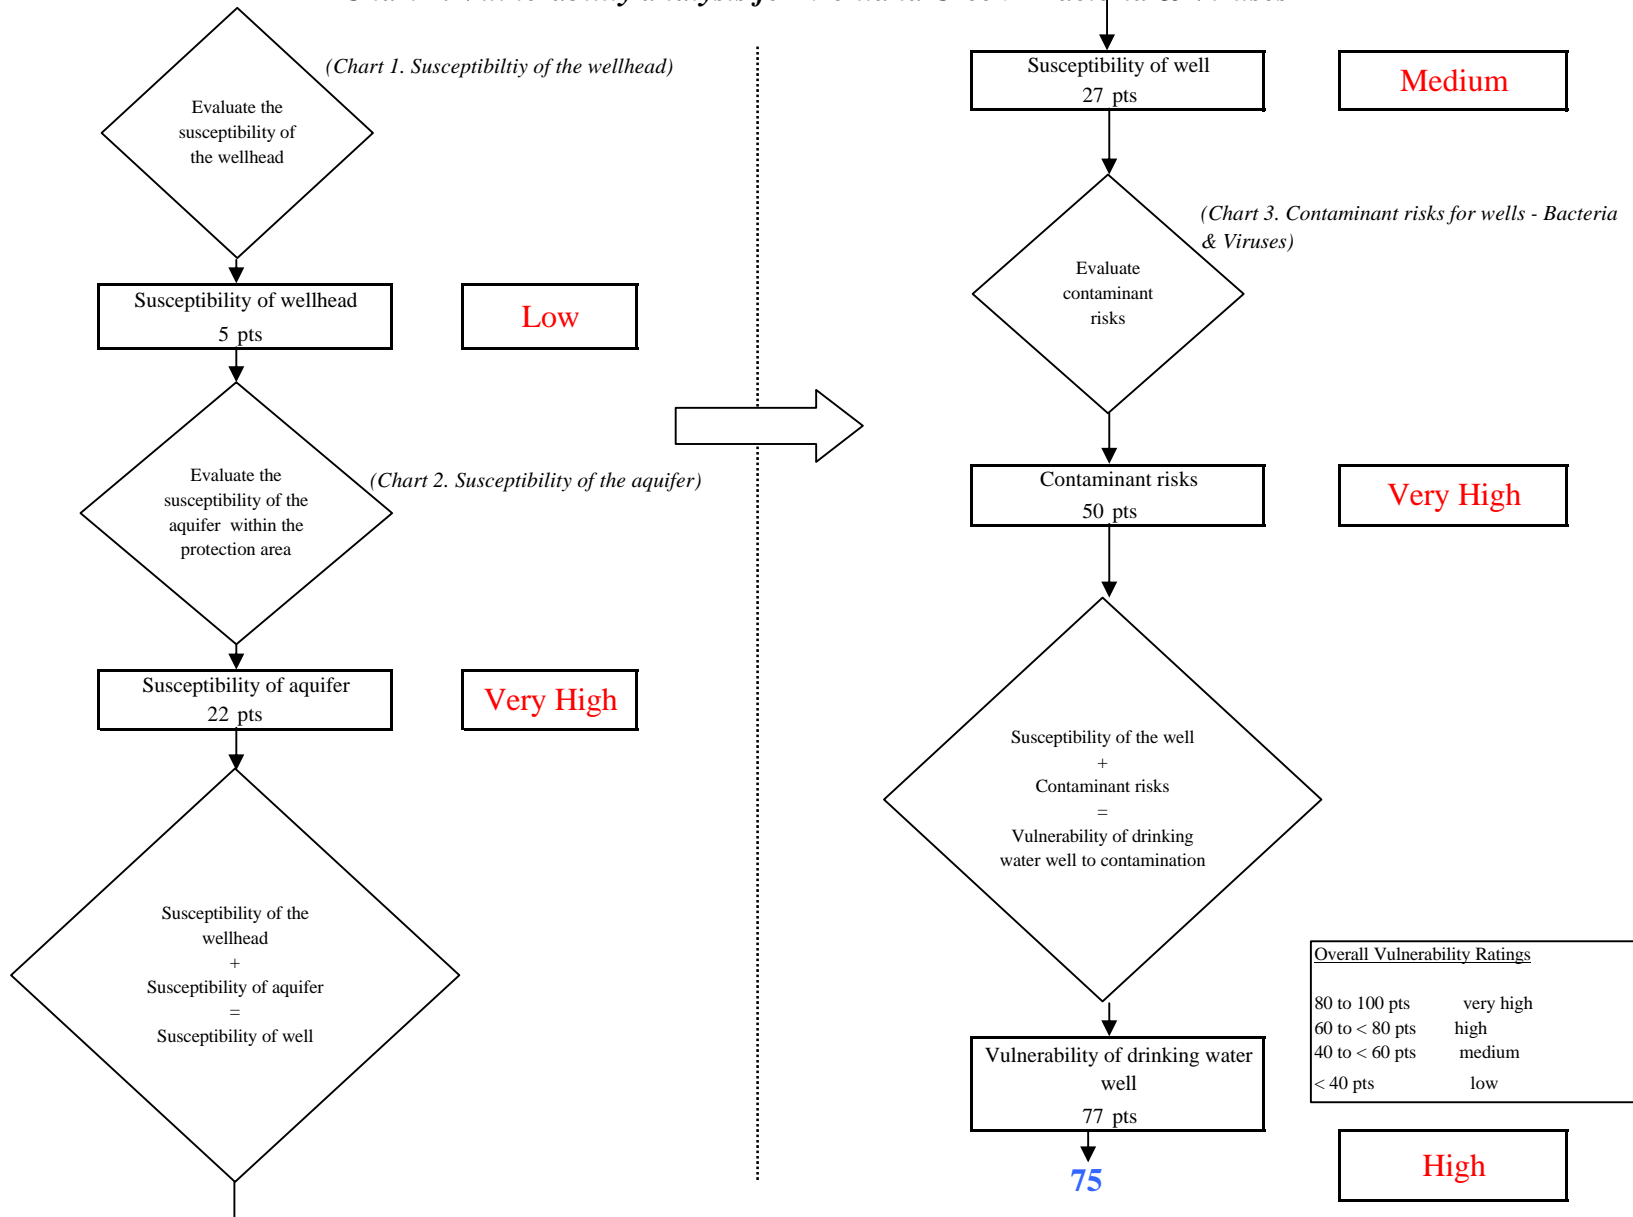 (Chart 1. Susceptibiltiy of the wellhead)
Evaluate the
susceptibility of
the wellhead
Susceptibility of wellhead
5 pts
Low
Evaluate the
susceptibility of the
aquifer within the
protection area
(Chart 2. Susceptibility of the aquifer)
Susceptibility of aquifer
22 pts
Very High
Susceptibility of the
wellhead
+
Susceptibility of aquifer
=
Susceptibility of well
Susceptibility of well
27 pts
Medium
(Chart 3. Contaminant risks for wells - Bacteria
& Viruses)
Evaluate
contaminant
risks
Contaminant risks
50 pts
Very High
Susceptibility of the well
+
Contaminant risks
=
Vulnerability of drinking
water well to contamination
Overall Vulnerability Ratings
80 to 100 pts very high
60 to < 80 pts high
40 to < 60 pts medium
< 40 pts low
Vulnerability of drinking water
well
77 pts
75
High